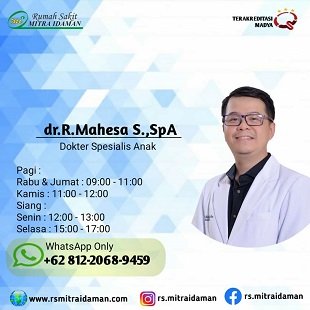 Rumah Sakit
MITRA IDAMAN
TERAKREDITASI
MADYA
dr.R.Mahesa S.,SpA
Dokter Spesialis Anak
Pagi :
Rabu & Jumat : 09:00 - 11:00
Kamis : 11:00 - 12:00
Siang :
Senin : 12:00 - 13:00
Selasa : 15:00 - 17:00
WhatsApp Only
+62 812-2068-9459
www.rsmitraidaman.com
rs.mitraidaman
rs.mitraidaman